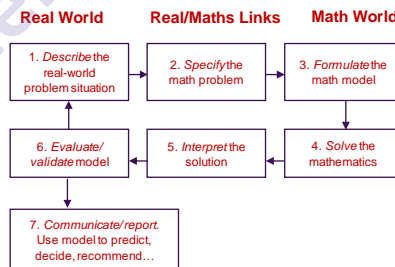 Real World Real/Maths Links Math World
1. Describe the
real-world
problem situation
2. Specify the
math problem
3. Formulate the
math model
6. Evaluate/
validate model
5. Interpret the
solution
4. Solve the
mathematics
7. Communicate/report.
Use model to predict,
decide, recommend…